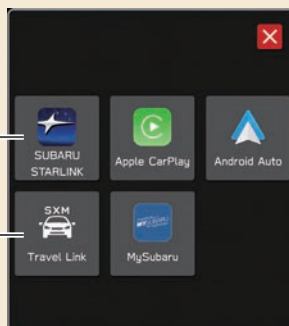 SUBARU
STARLINK
Apple CarPlay
Android Auto
SXM
Travel Link
MySubaru